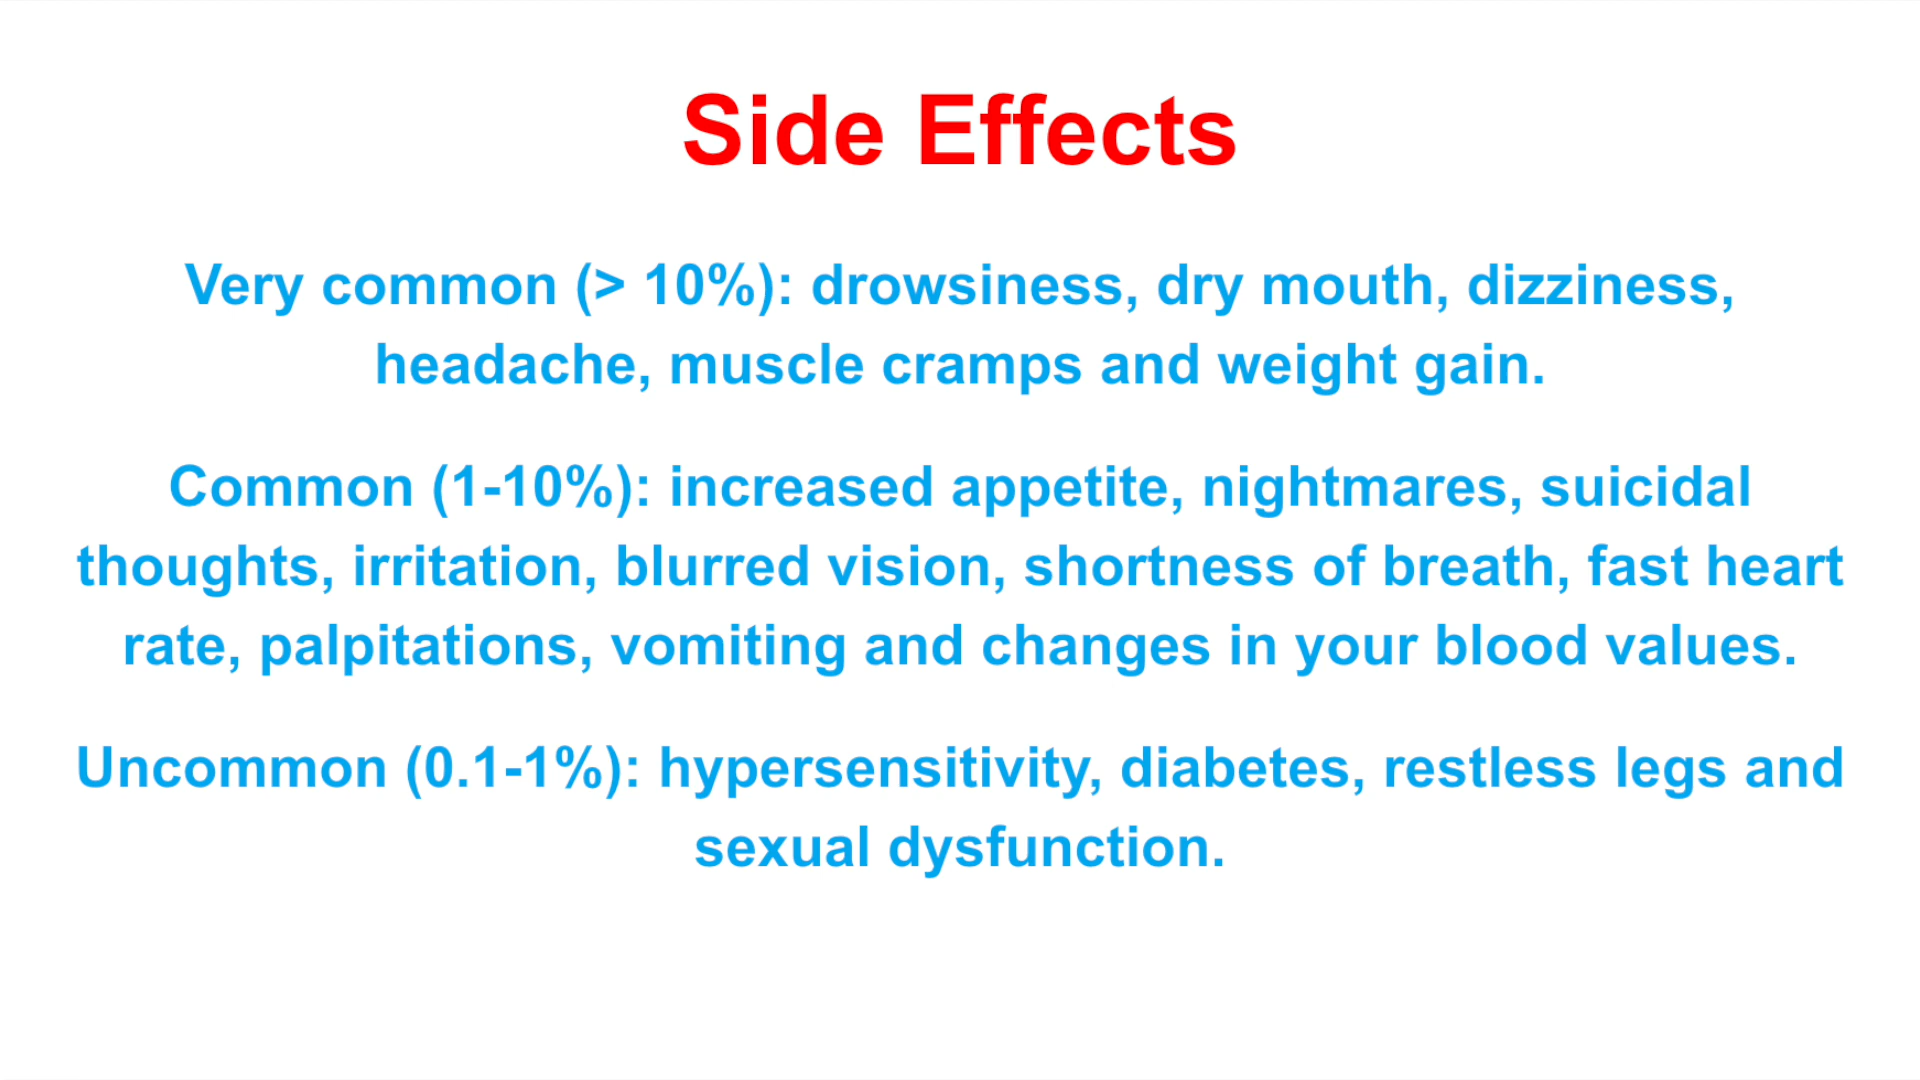 Side Effects
Very common (> 10%): drowsiness, dry mouth, dizziness,
headache, muscle cramps and weight gain.
Common (1-10%): increased appetite, nightmares, suicidal
thoughts, irritation, blurred vision, shortness of breath, fast heart
rate, palpitations, vomiting and changes in your blood values.
Uncommon (0.1-1%): hypersensitivity, diabetes, restless legs and
sexual dysfunction.